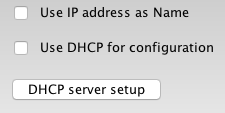 Use IP address as Name
Use DHCP for configuration
DHCP server setup